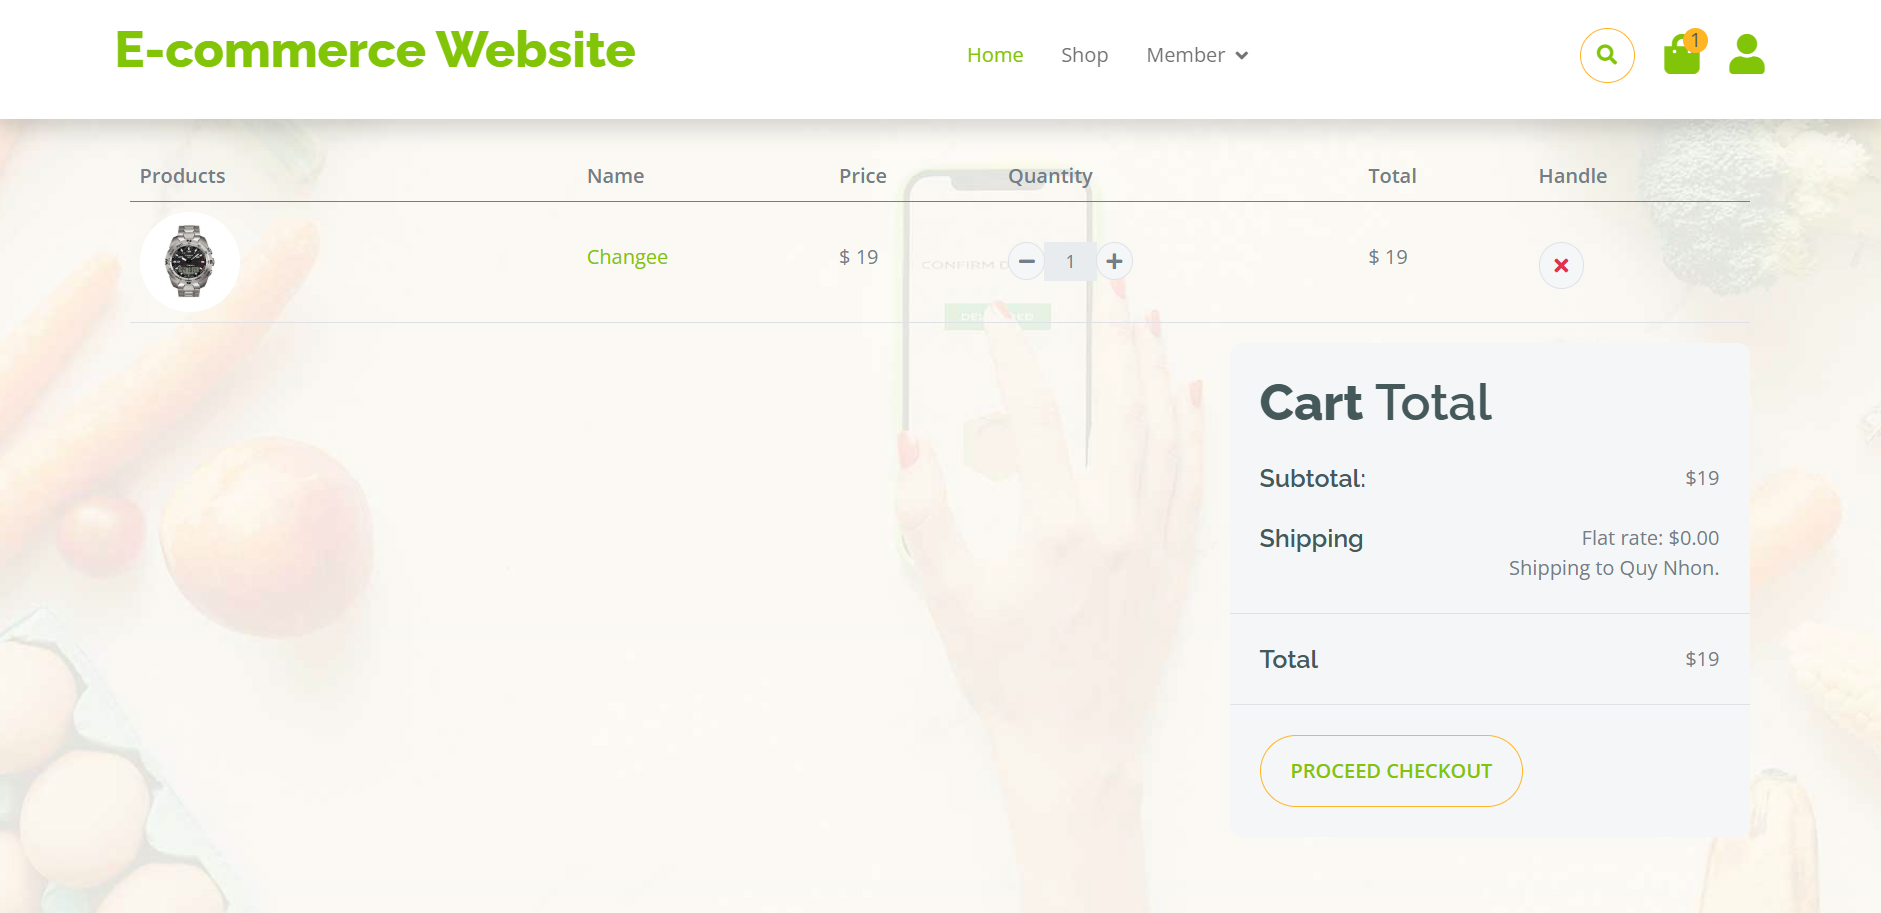 E-commerce Website
Home Shop Member
1
Products Name Price Quantity Total Handle
Changee $ 19 1 $ 19
CONFIRM D
Cart Total
Subtotal: $19
Shipping Flat rate: $0.00
Shipping to Quy Nhon.
Total $19
PROCEED CHECKOUT